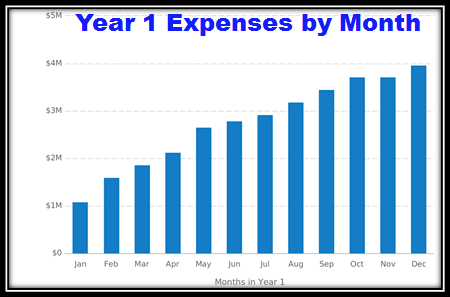 Year 1 Expenses by Month
$5M
$4M
$3M
$2M
$1M
$0
Jan Feb Mar Apr May Jun Jul Aug Sep Oct Nov Dec
Months in Year 1